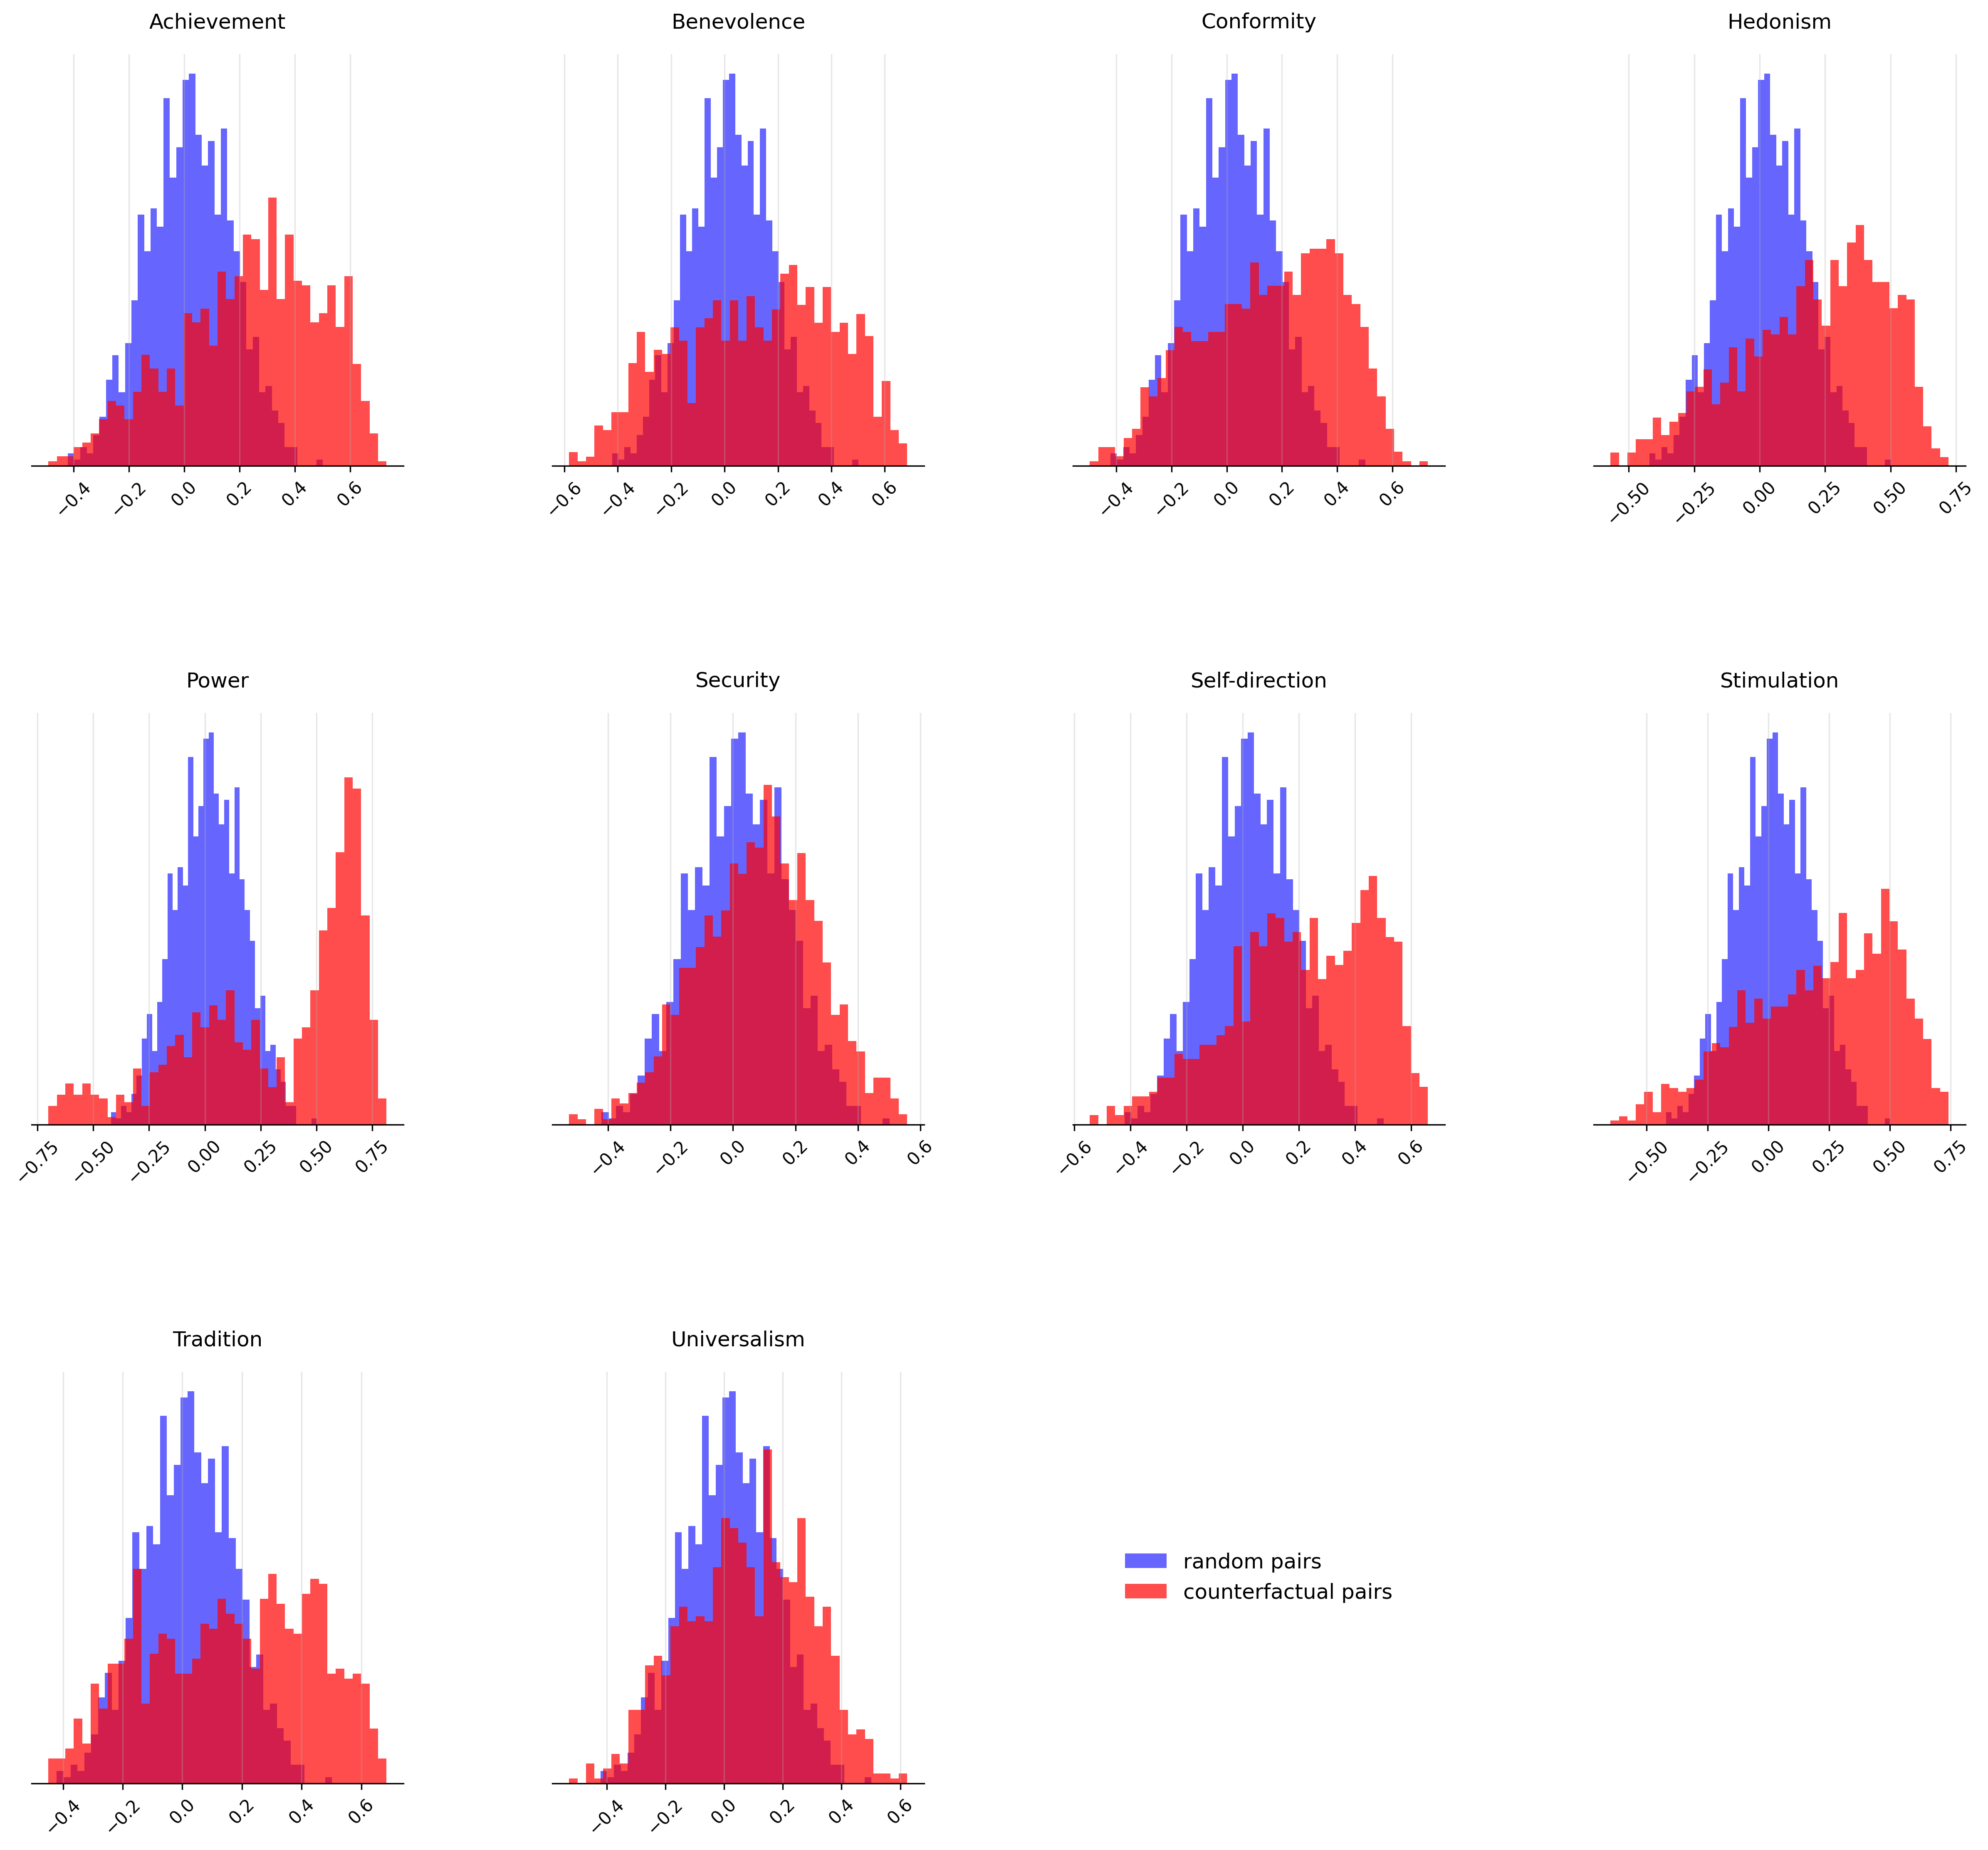 Achievement
Benevolence
Conformity
Hedonism
−0.4 −0.2 0.0 0.2 0.4 0.6
−0.6 −0.4 −0.2 0.0 0.2 0.4 0.6
−0.4 −0.2 0.0 0.2 0.4 0.6
−0.50 −0.25 0.00 0.25 0.50 0.75
Power
Security
Self-direction
Stimulation
−0.75 −0.50 −0.25 0.00 0.25 0.50 0.75
−0.4 −0.2 0.0 0.2 0.4 0.6
−0.6 −0.4 −0.2 0.0 0.2 0.4 0.6
−0.50 −0.25 0.00 0.25 0.50 0.75
Tradition
Universalism
random pairs
counterfactual pairs
−0.4 −0.2 0.0 0.2 0.4 0.6
−0.4 −0.2 0.0 0.2 0.4 0.6